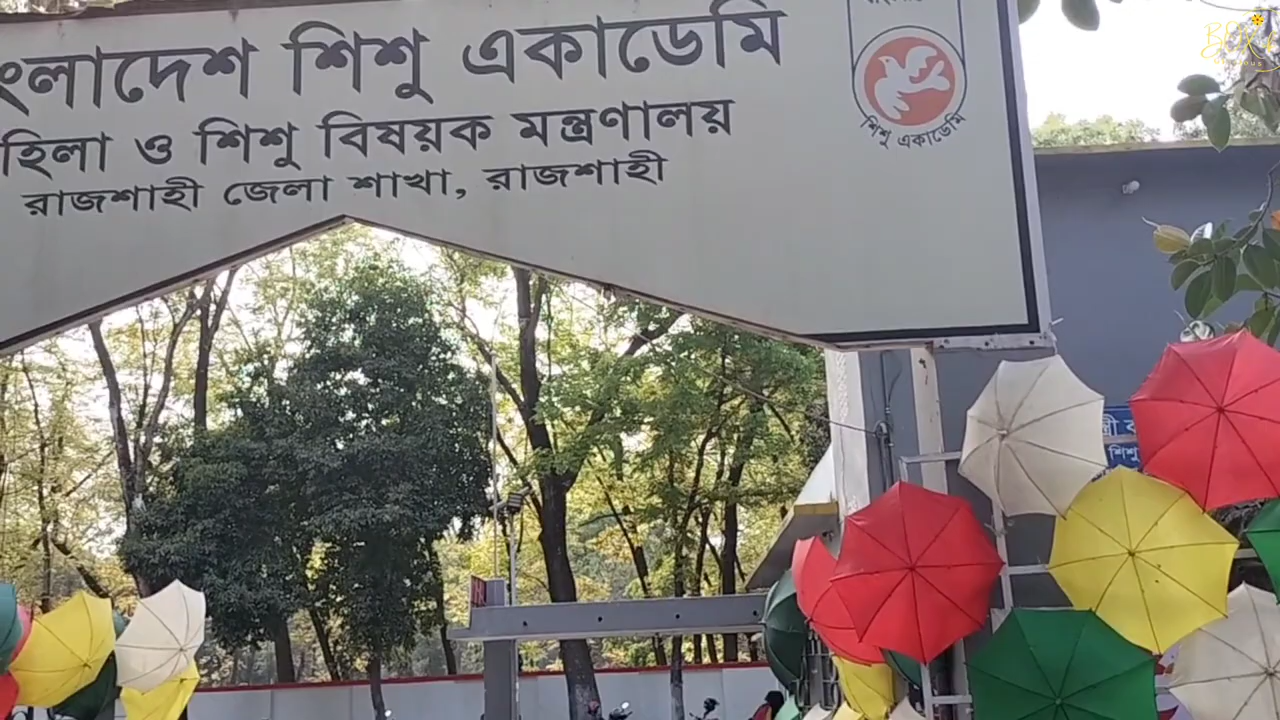 বাংলাদেশ শিশু একাডেমি
মহিলা ও শিশু বিষয়ক মন্ত্রণালয়
রাজশাহী জেলা শাখা, রাজশাহী
শিশু একাডেমি
শিশু